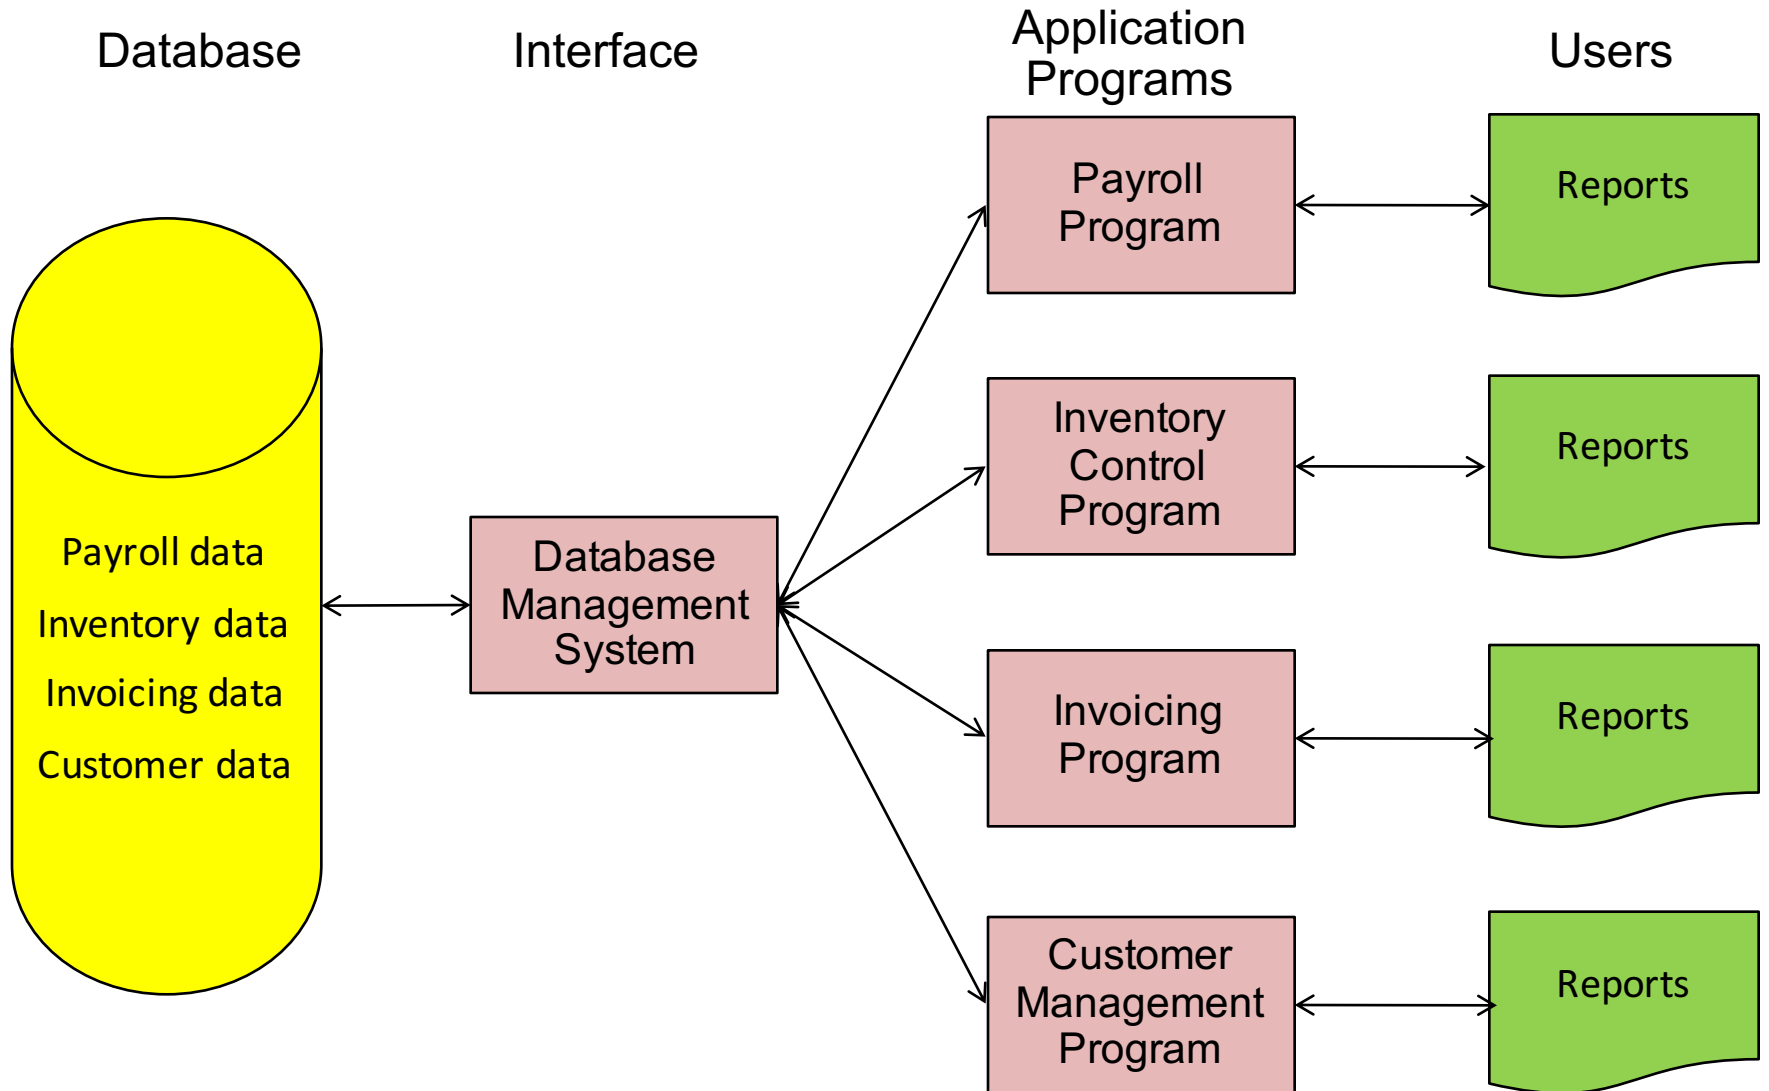 Database
Interface
Application
Programs
Users
Payroll data
Inventory data
Invoicing data
Customer data
Database
Management
System
Payroll
Program
Reports
Inventory
Control
Program
Reports
Invoicing
Program
Reports
Customer
Management
Program
Reports